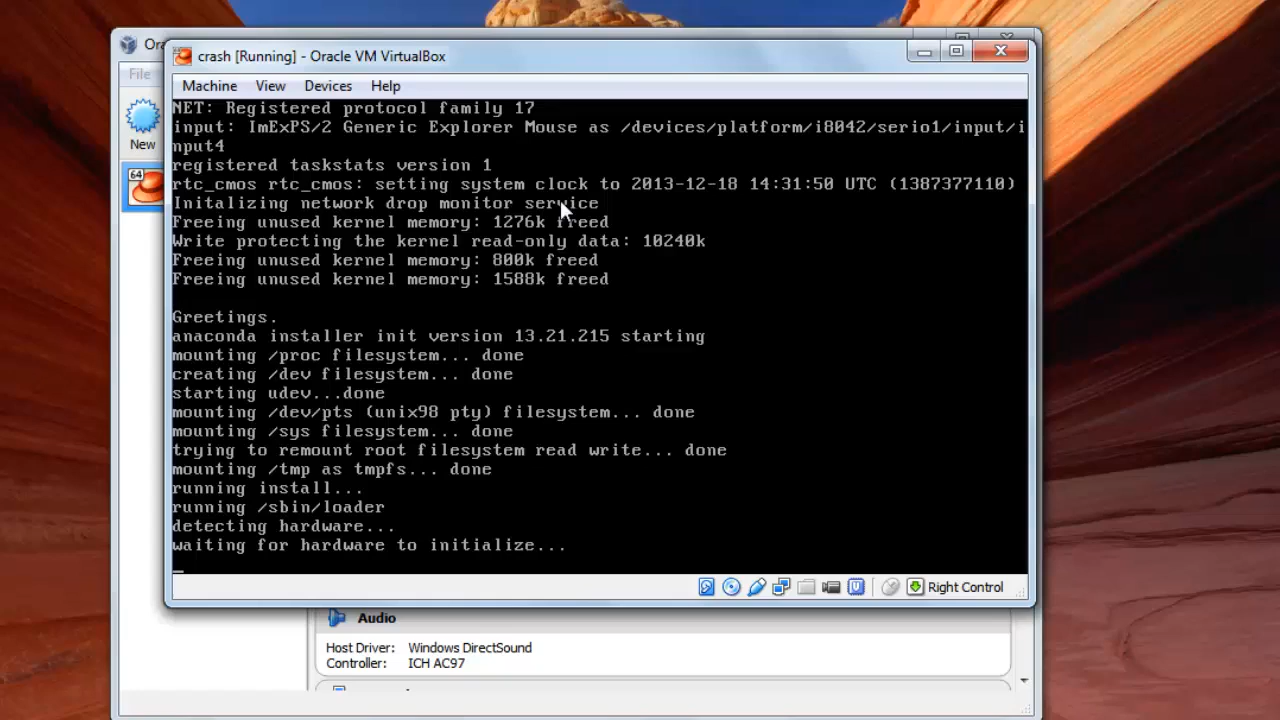 Ora
crash [Running] - Oracle VM VirtualBox
File
Machine View Devices Help
New
64
NET: Registered protocol family 17
input: ImExPS/2 Generic Explorer Mouse as /devices/platform/i8042/serio1/input/i
nput4
registered taskstats version 1
rtc_cmos rtc_cmos: setting system clock to 2013-12-18 14:31:50 UTC (1387377110)
Initalizing network drop monitor service
Freeing unused kernel memory: 1276k freed
Write protecting the kernel read-only data: 10240k
Freeing unused kernel memory: 800k freed
Freeing unused kernel memory: 1588k freed
Greetings.
anaconda installer init version 13.21.215 starting
mounting /proc filesystem... done
creating /dev filesystem... done
starting udev...done
mounting /dev/pts (unix98 pty) filesystem... done
mounting /sys filesystem... done
trying to remount root filesystem read write... done
mounting /tmp as tmpfs... done
running install...
running /sbin/loader
detecting hardware...
waiting for hardware to initialize...
_
Right Control
Audio
Host Driver: Windows DirectSound
Controller: ICH AC97